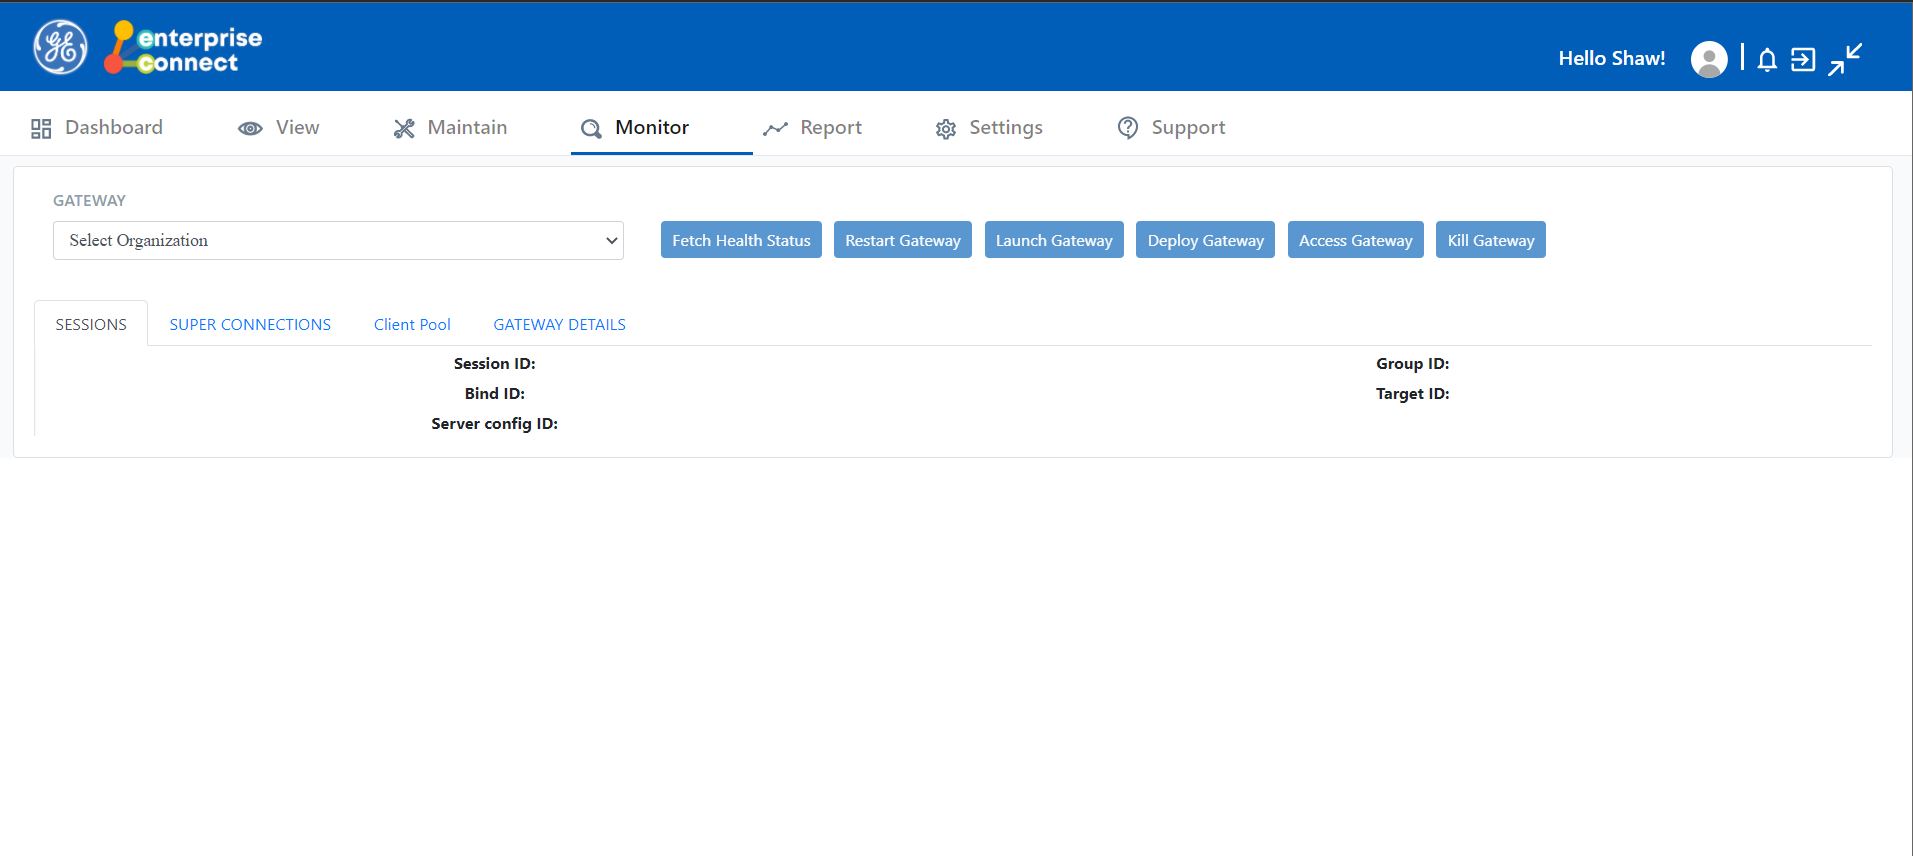 GE
enterprise
connect
Hello Shaw!
Dashboard View Maintain Monitor Report Settings Support
GATEWAY
Select Organization
Fetch Health Status Restart Gateway Launch Gateway Deploy Gateway Access Gateway Kill Gateway
SESSIONS SUPER CONNECTIONS Client Pool GATEWAY DETAILS
Session ID: Group ID:
Bind ID: Target ID:
Server config ID: